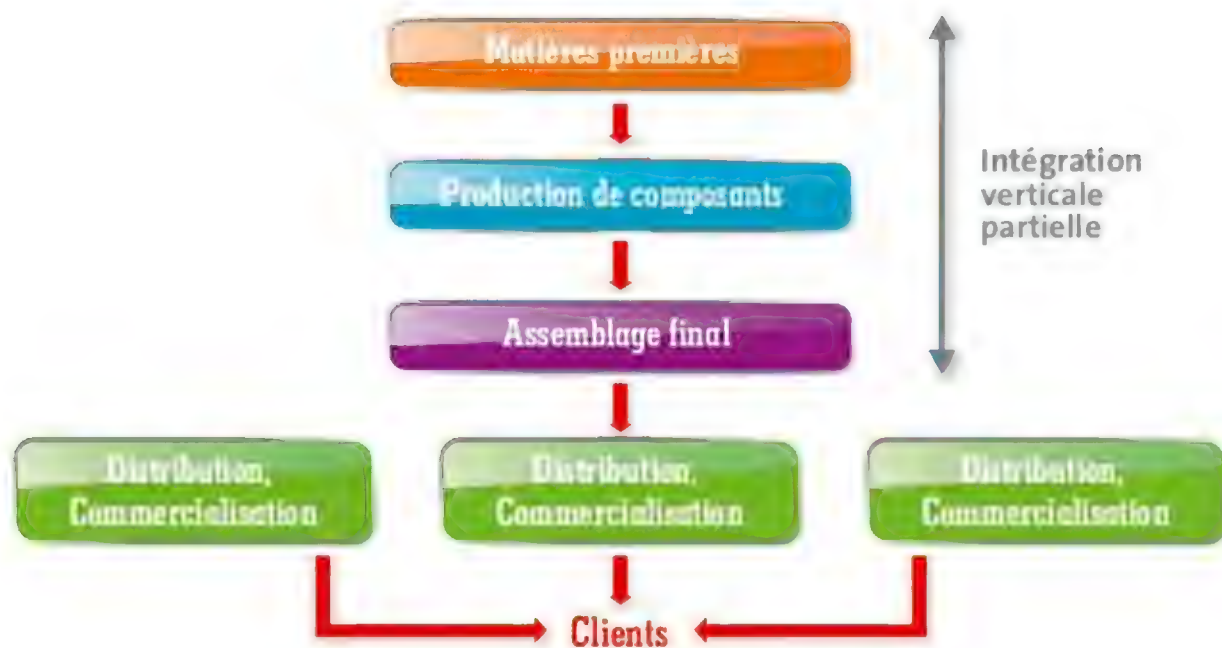 Matières premières
Production de composants
Intégration
verticale
partielle
Assemblage final
Distribution,
Commercialisation
Distribution,
Commercialisation
Distribution,
Commercialisation
Clients